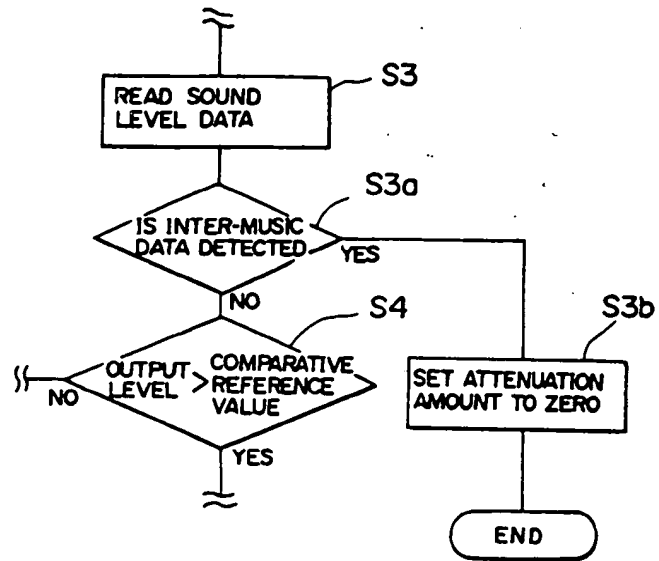 S3
READ SOUND
LEVEL DATA
S3a
IS INTER-MUSIC
DATA DETECTED
YES
NO
S4
S3b
OUTPUT
LEVEL
>
COMPARATIVE
REFERENCE
VALUE
NO
YES
SET ATTENUATION
AMOUNT TO ZERO
END